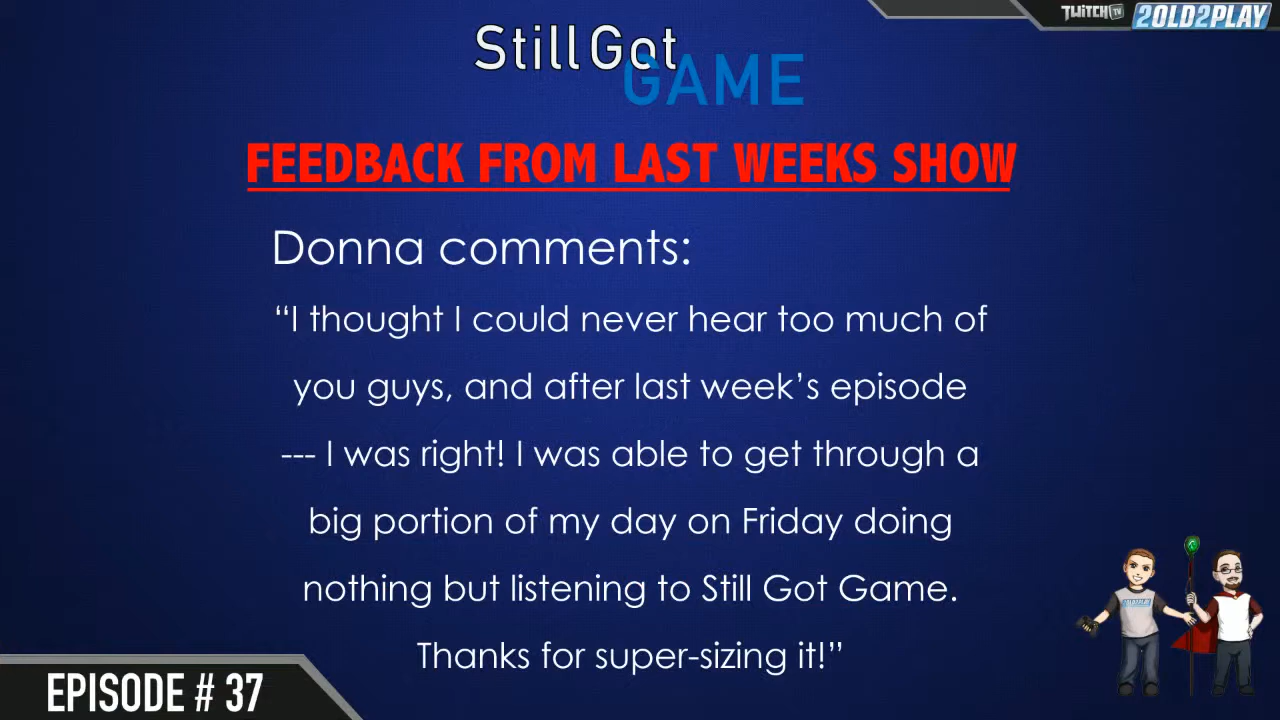 TWITCH TV 2OLD2PLAY
Still Got
GAME
FEEDBACK FROM LAST WEEKS SHOW
Donna comments:
“I thought I could never hear too much of
you guys, and after last week’s episode
--- I was right! I was able to get through a
big portion of my day on Friday doing
nothing but listening to Still Got Game.
Thanks for super-sizing it!”
2OLD2PLAY
EPISODE # 37